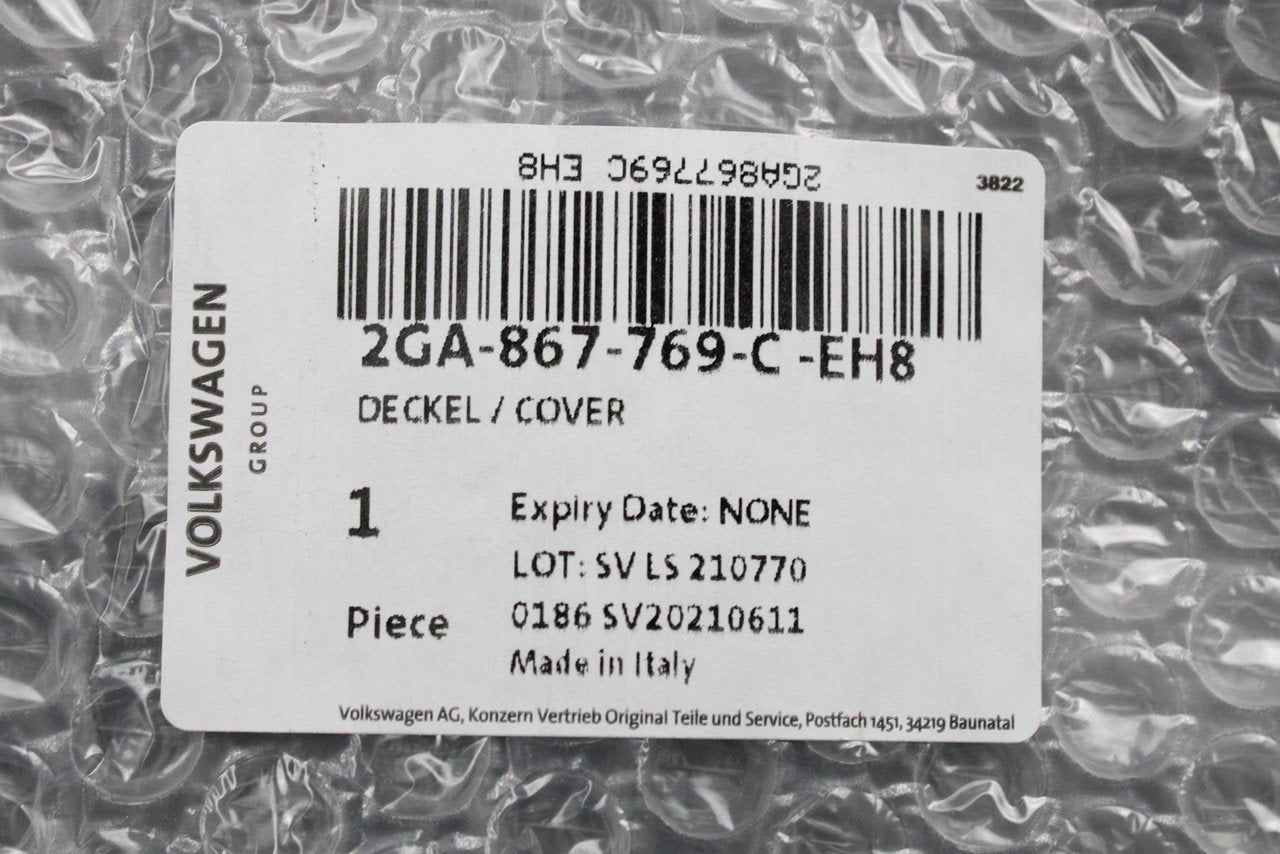 2GA867769C EH8
3822
2GA-867-769-C -EH8
DECKEL / COVER
VOLKSWAGEN
GROUP
1
Piece
Expiry Date: NONE
LOT: SV LS 210770
0186 SV20210611
Made in Italy
Volkswagen AG, Konzern Vertrieb Original Teile und Service, Postfach 1451, 34219 Baunatal